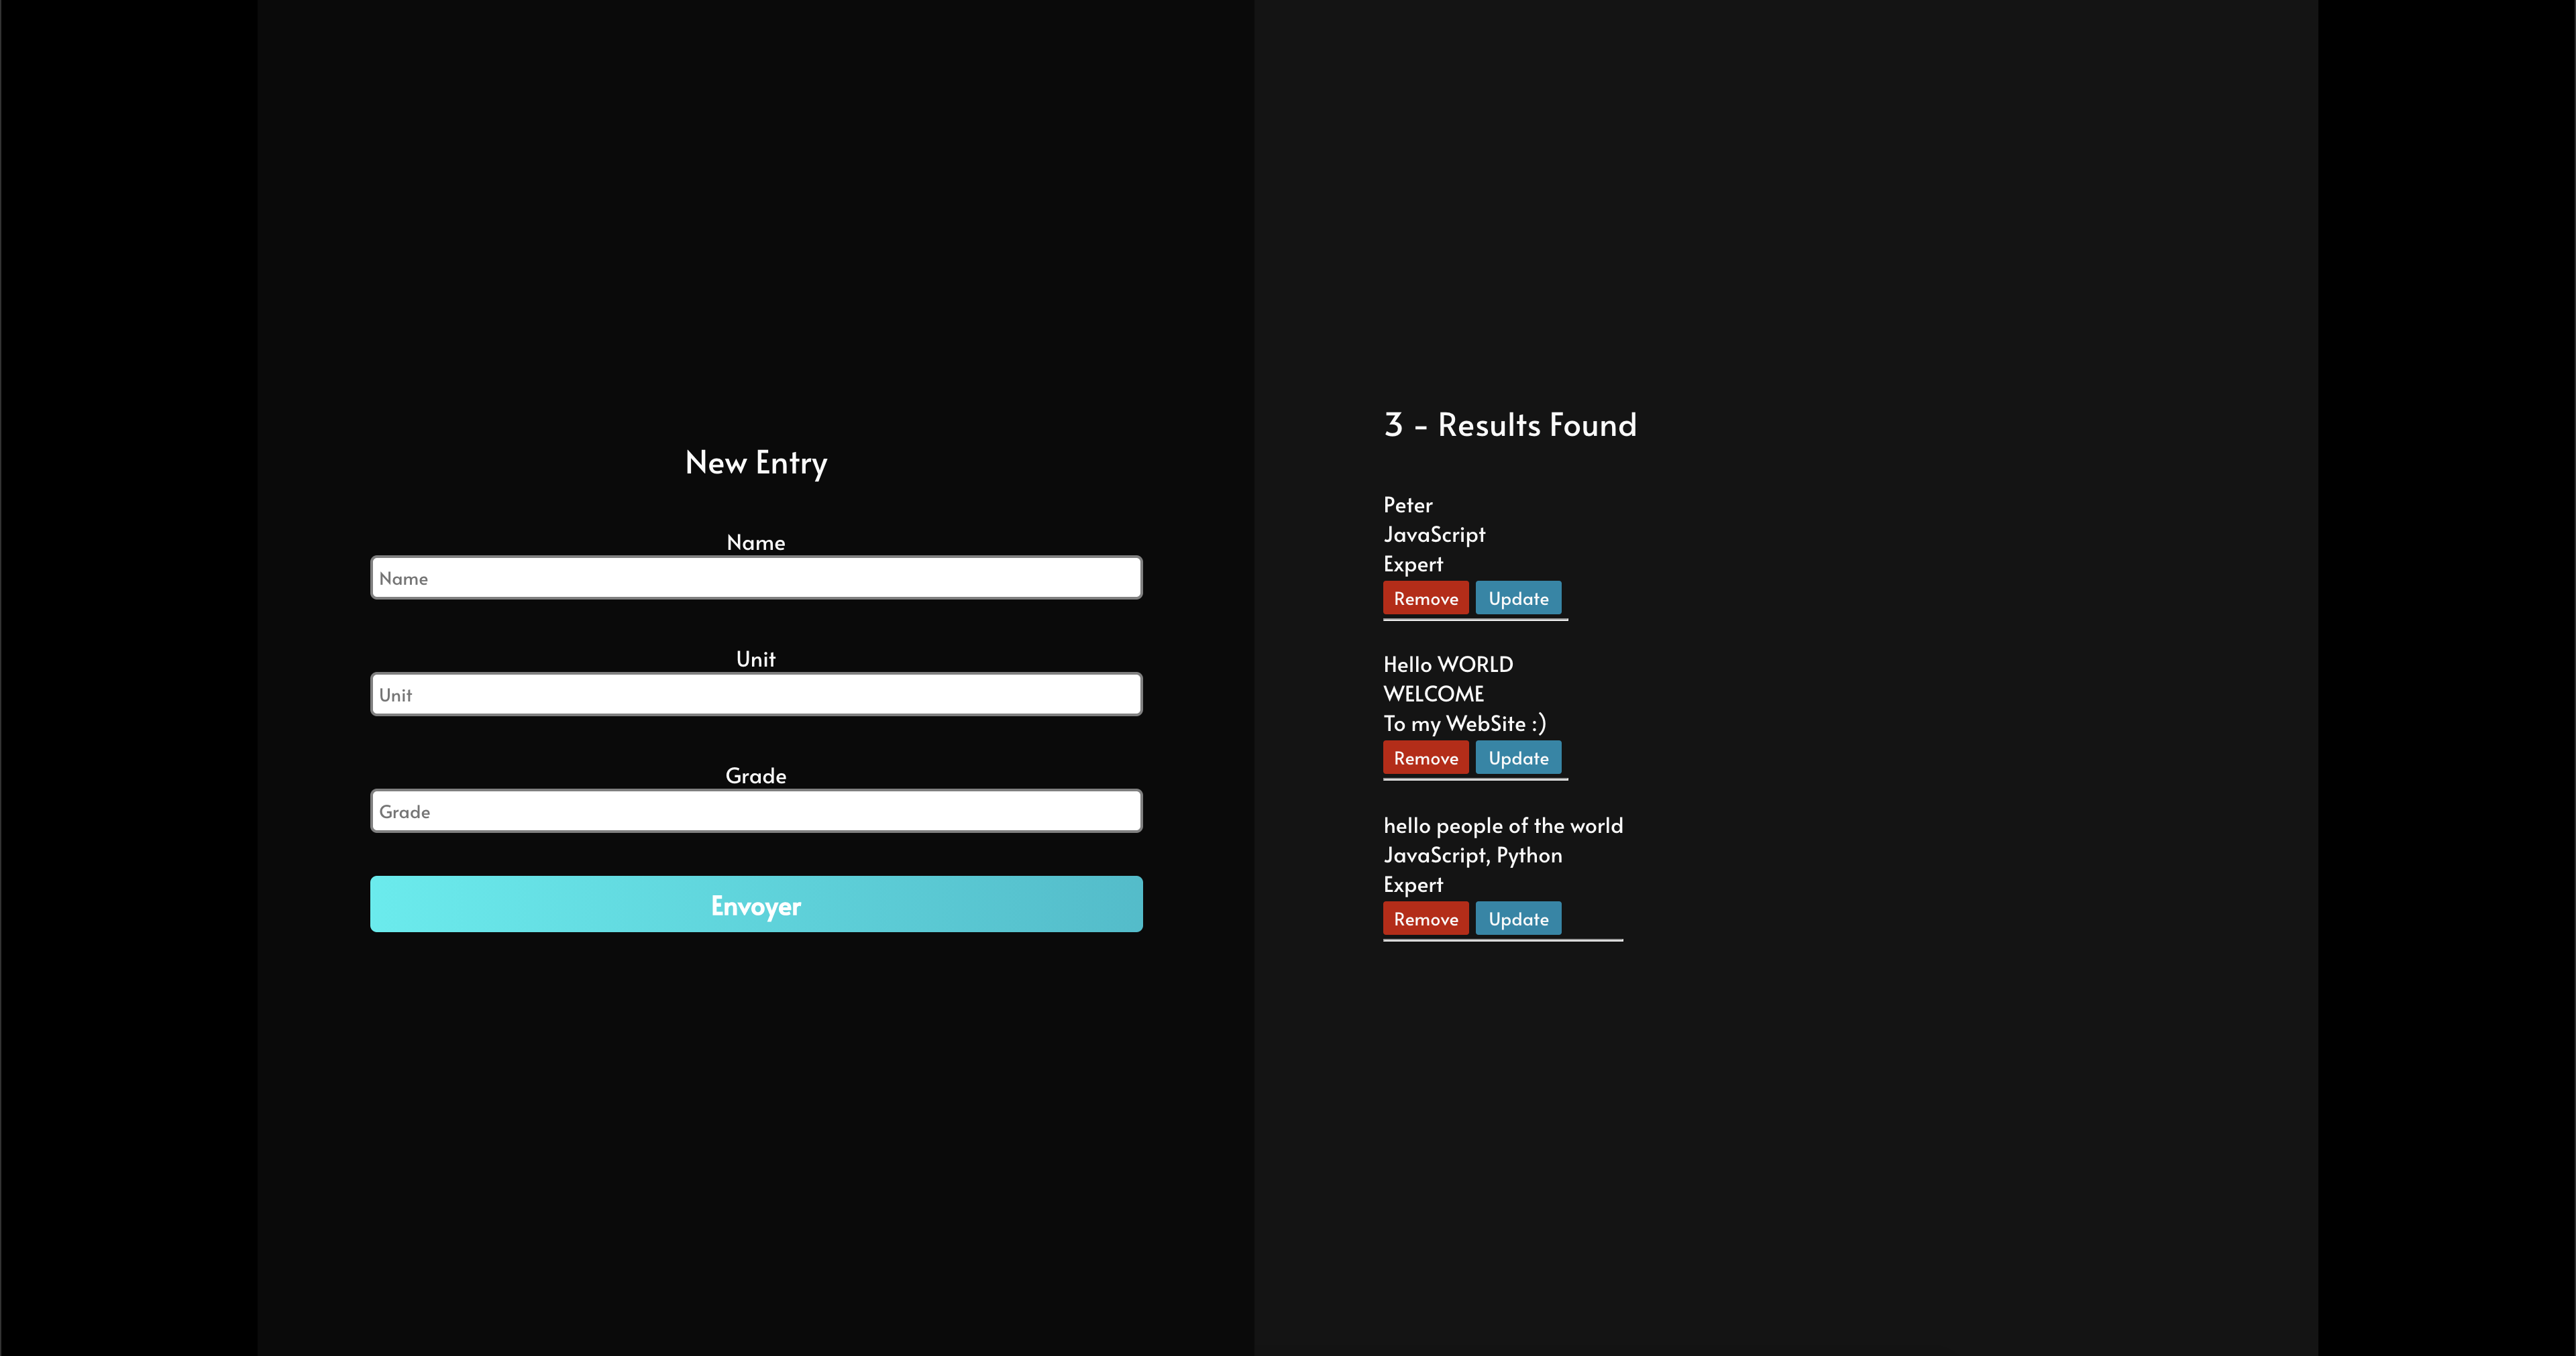 New Entry
Name
Name
Unit
Unit
Grade
Grade
Envoyer
3 - Results Found
Peter
JavaScript
Expert
Remove Update
Hello WORLD
WELCOME
To my WebSite :)
Remove Update
hello people of the world
JavaScript, Python
Expert
Remove Update